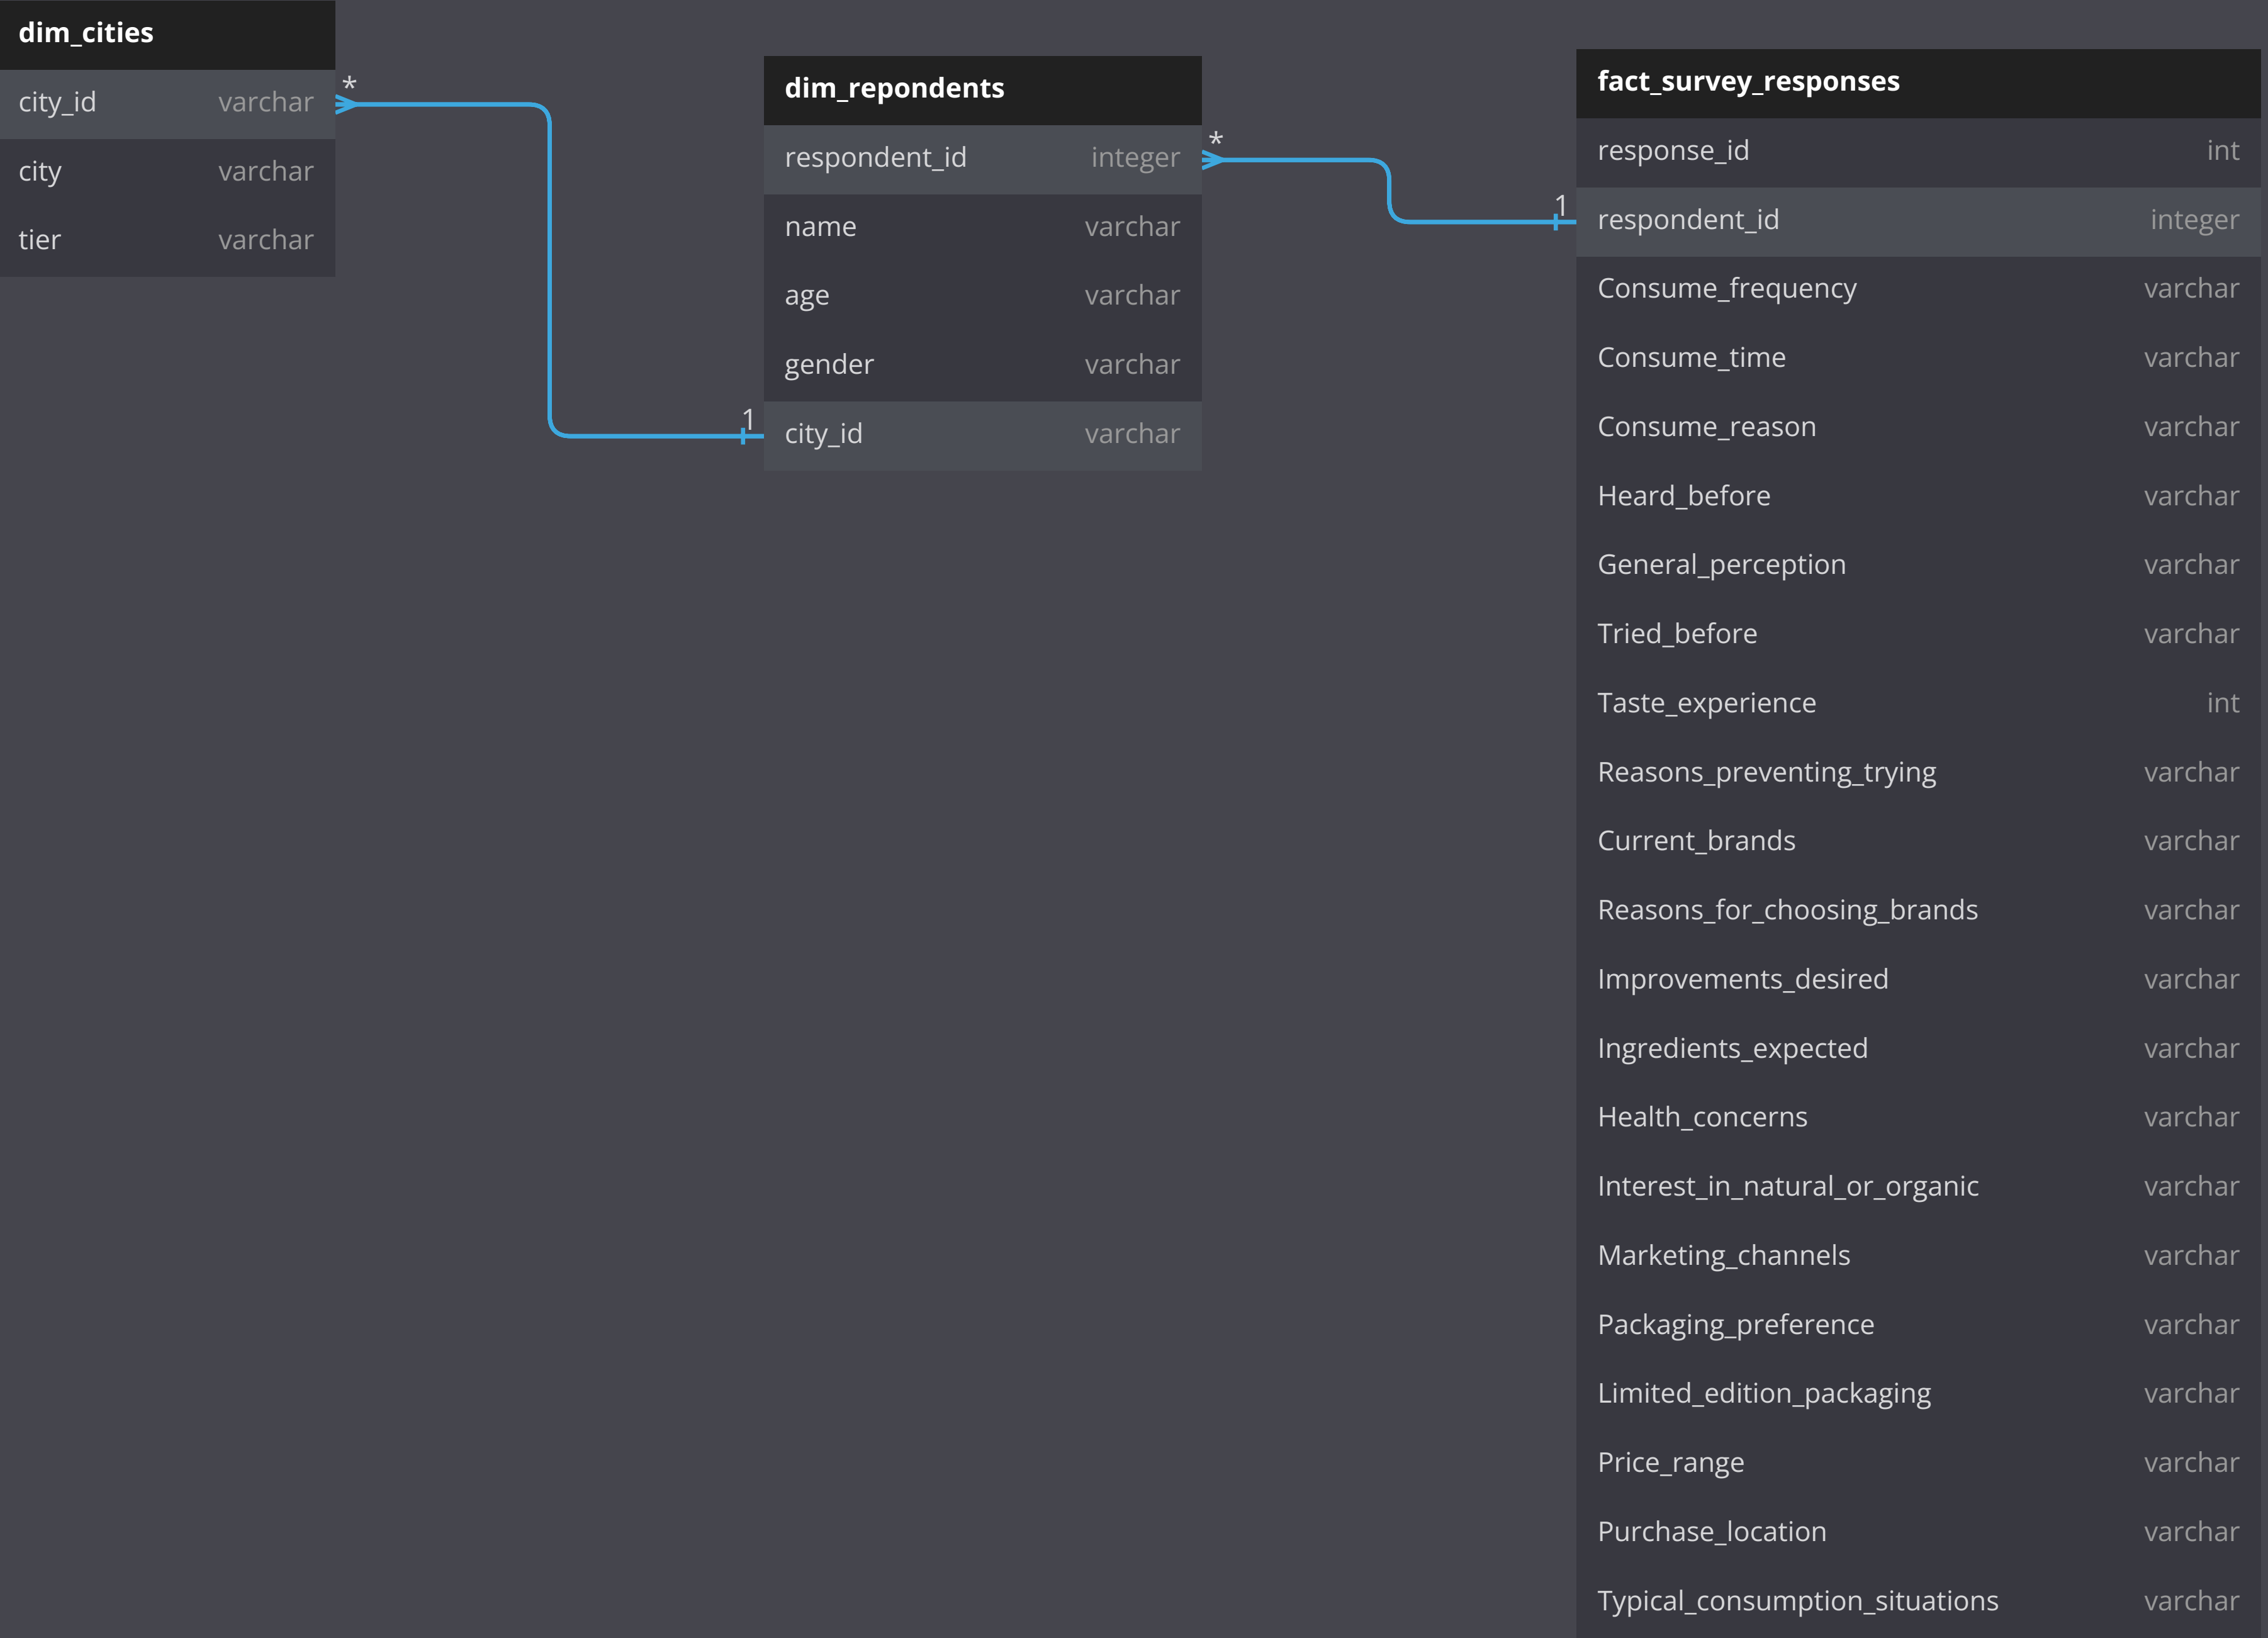 dim_cities
city_id varchar
city varchar
tier varchar
*
1
dim_repondents
respondent_id integer
name varchar
age varchar
gender varchar
city_id varchar
*
1
fact_survey_responses
response_id int
respondent_id integer
Consume_frequency varchar
Consume_time varchar
Consume_reason varchar
Heard_before varchar
General_perception varchar
Tried_before varchar
Taste_experience int
Reasons_preventing_trying varchar
Current_brands varchar
Reasons_for_choosing_brands varchar
Improvements_desired varchar
Ingredients_expected varchar
Health_concerns varchar
Interest_in_natural_or_organic varchar
Marketing_channels varchar
Packaging_preference varchar
Limited_edition_packaging varchar
Price_range varchar
Purchase_location varchar
Typical_consumption_situations varchar